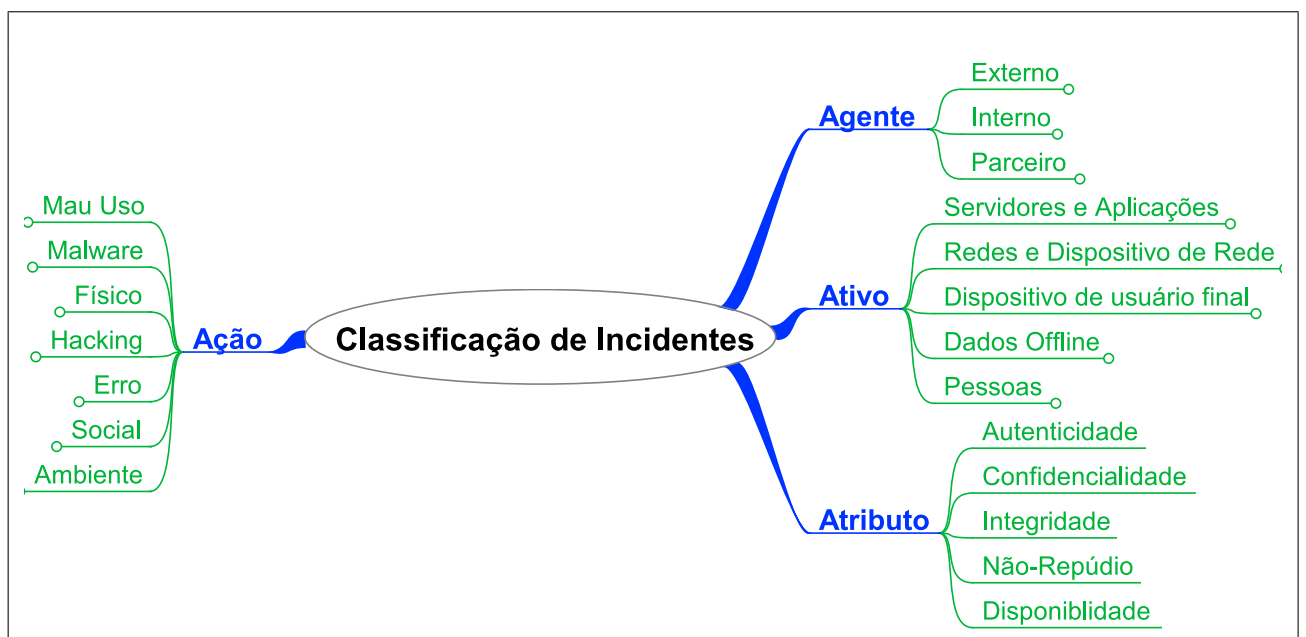 Classificação de Incidentes
Agente
Externo
Interno
Parceiro
Ativo
Servidores e Aplicações
Redes e Dispositivo de Rede
Dispositivo de usuário final
Dados Offline
Pessoas
Atributo
Autenticidade
Confidencialidade
Integridade
Não-Repúdio
Disponiblidade
Ação
Mau Uso
Malware
Físico
Hacking
Erro
Social
Ambiente